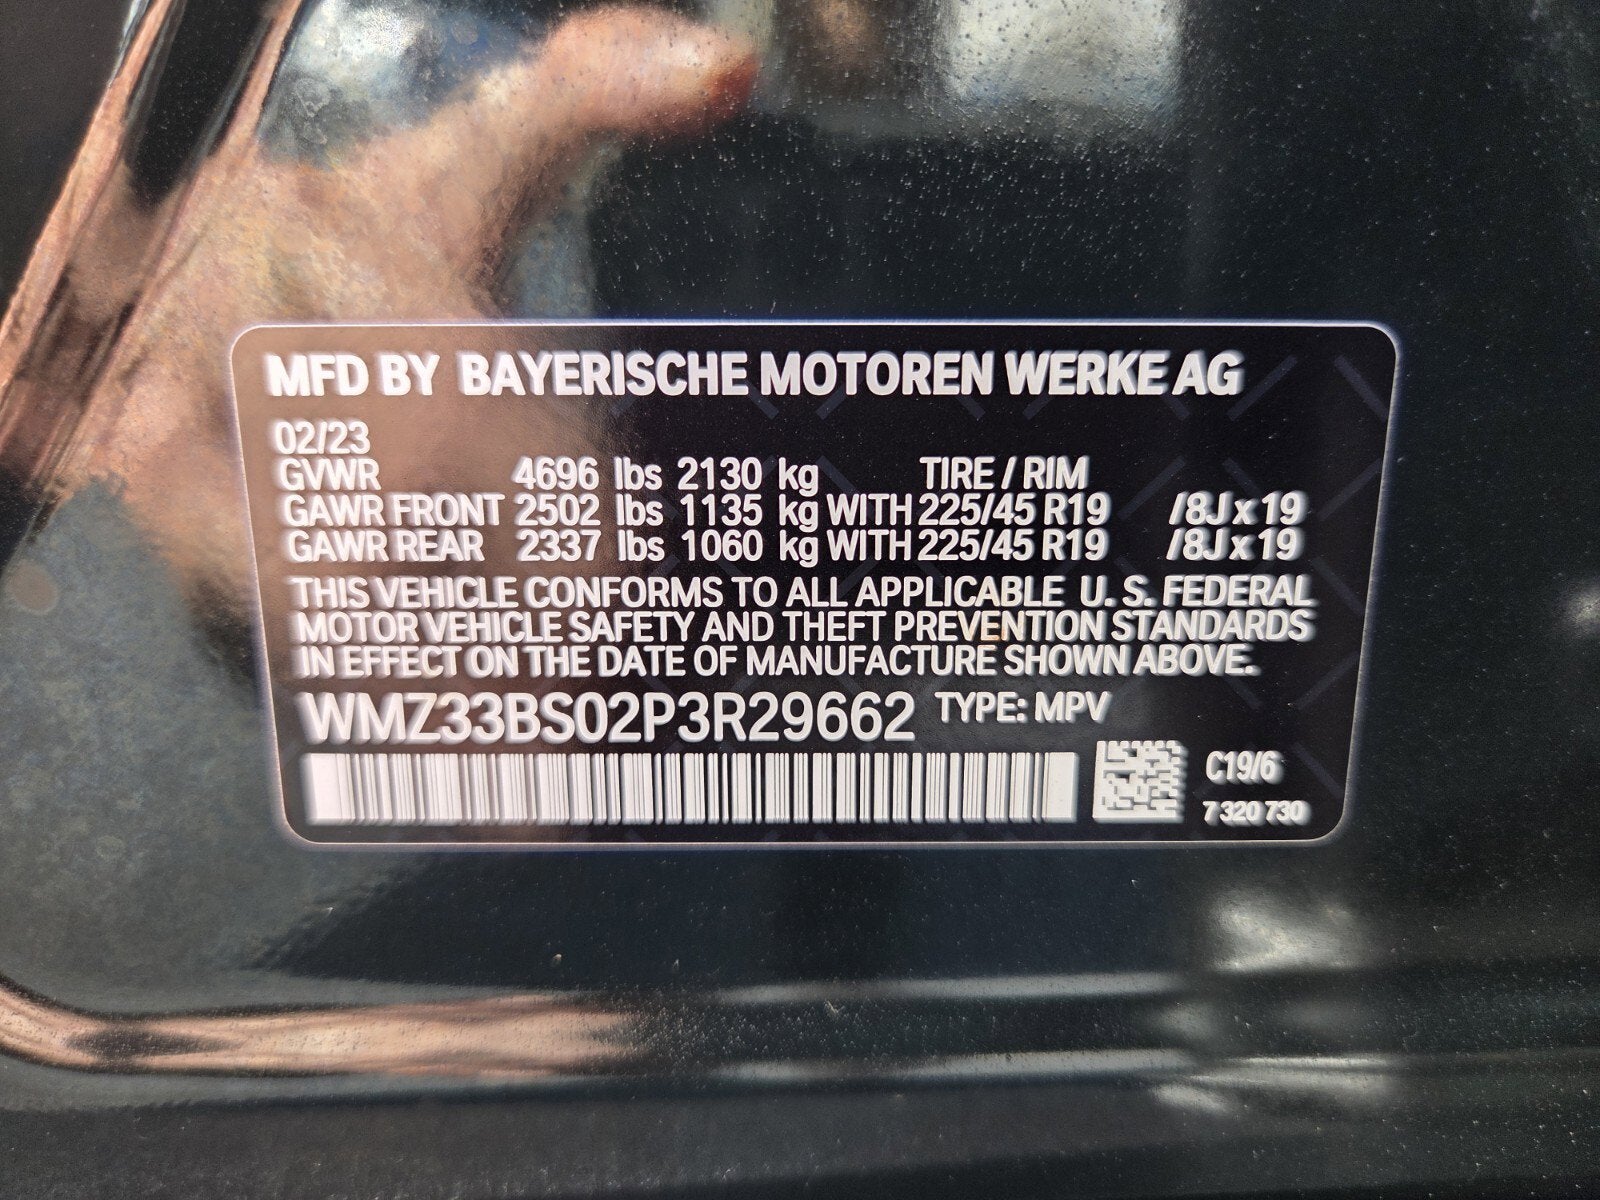 MFD BY BAYERISCHE MOTOREN WERKE AG
02/23
GVWR 4696 lbs 2130 kg TIRE / RIM
GAWR FRONT 2502 lbs 1135 kg WITH 225/45 R19 /8J x 19
GAWR REAR 2337 lbs 1060 kg WITH 225/45 R19 /8J x 19
THIS VEHICLE CONFORMS TO ALL APPLICABLE U. S. FEDERAL
MOTOR VEHICLE SAFETY AND THEFT PREVENTION STANDARDS
IN EFFECT ON THE DATE OF MANUFACTURE SHOWN ABOVE.
WMZ33BS02P3R29662 TYPE: MPV
C19/6
7 320 730